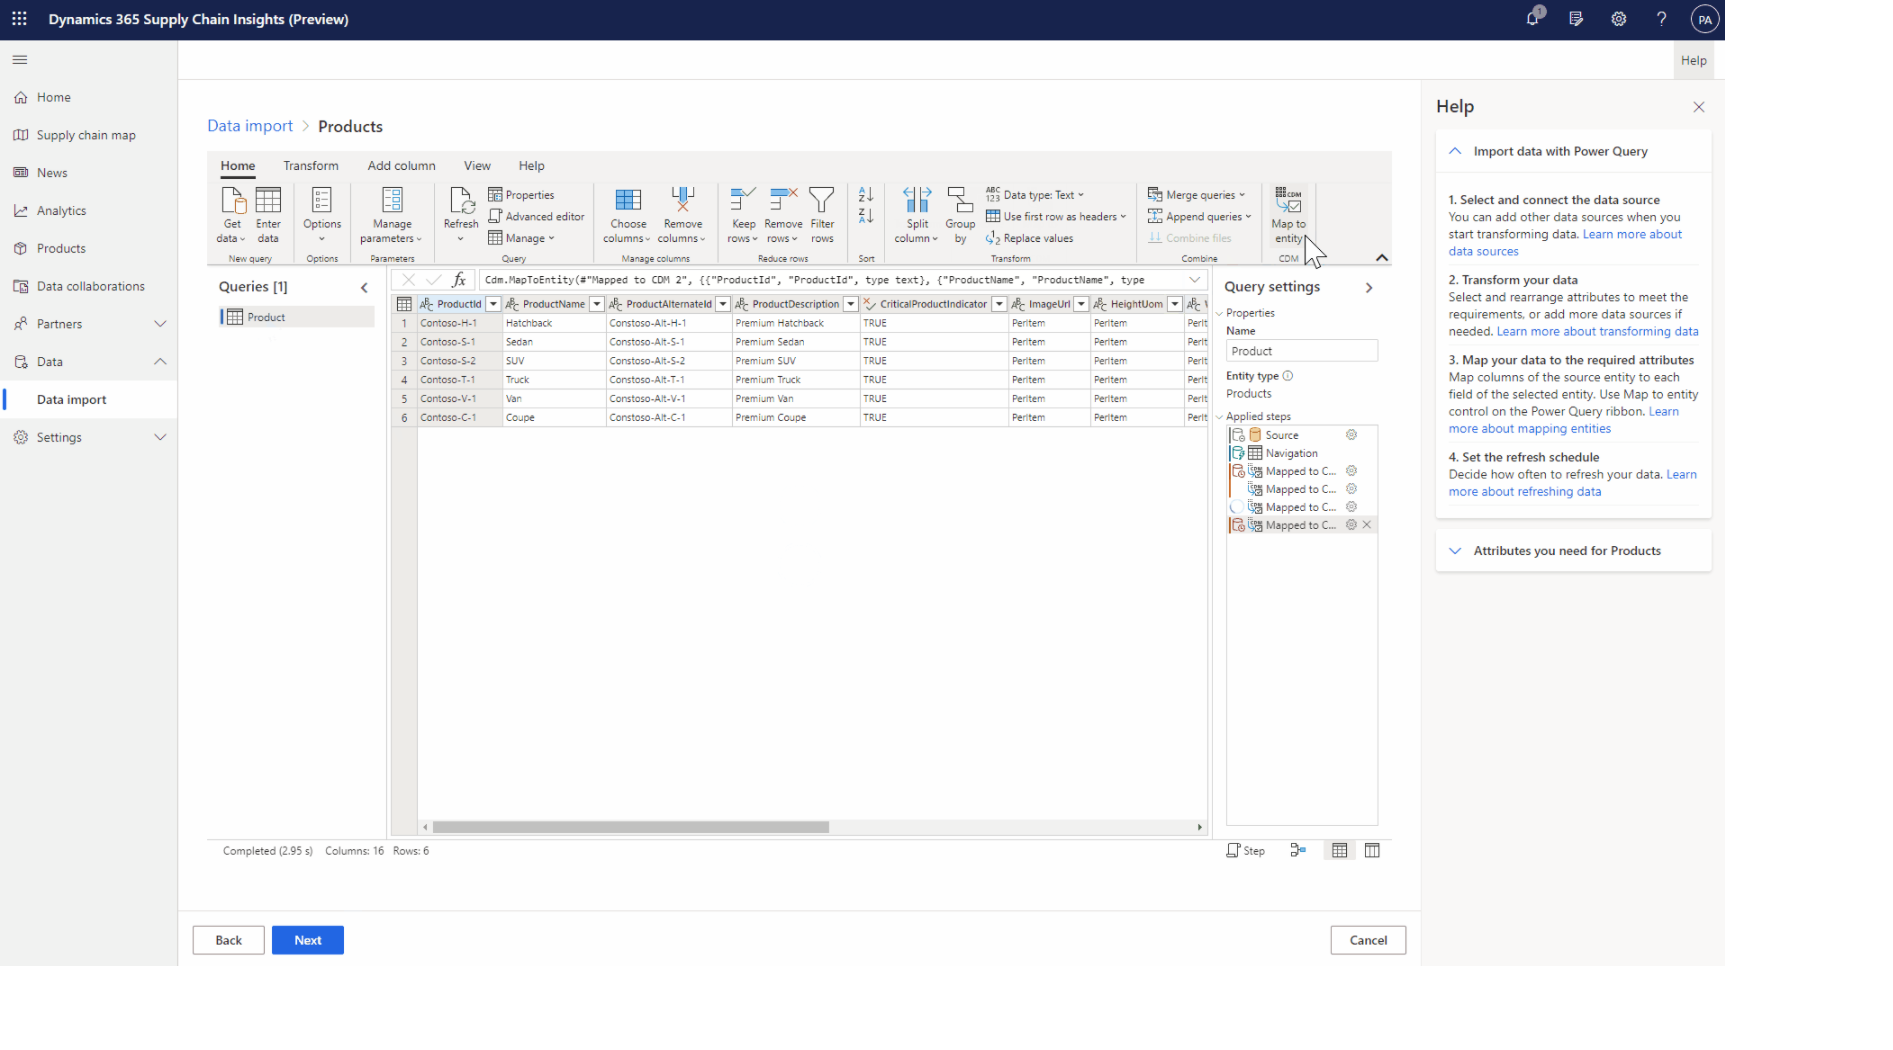 Dynamics 365 Supply Chain Insights (Preview)
1
PA
Help
Home
Supply chain map
News
Analytics
Products
Data collaborations
Partners
Data
Data import
Settings
Data import > Products
Home Transform Add column View Help
Get data
Enter data
New query
Options
Options
Manage parameters
Parameters
Refresh
Properties
Advanced editor
Manage
Query
Choose columns
Remove columns
Manage columns
Keep rows
Remove rows
Filter rows
Reduce rows
Sort
Split column
Group by
Data type: Text
Use first row as headers
Replace values
Transform
Merge queries
Append queries
Combine files
Combine
Map to entity
CDM
Queries [1]
Product
fx Cdm.MapToEntity(#"Mapped to CDM 2", {{"ProductId", "ProductId", type text}, {"ProductName", "ProductName", type
ProductId ProductName ProductAlternateId ProductDescription CriticalProductIndicator ImageUrl HeightUom
1 Contoso-H-1 Hatchback Constoso-Alt-H-1 Premium Hatchback TRUE PerItem PerItem PerIt
2 Contoso-S-1 Sedan Constoso-Alt-S-1 Premium Sedan TRUE PerItem PerItem PerIt
3 Contoso-S-2 SUV Constoso-Alt-S-2 Premium SUV TRUE PerItem PerItem PerIt
4 Contoso-T-1 Truck Constoso-Alt-T-1 Premium Truck TRUE PerItem PerItem PerIt
5 Contoso-V-1 Van Constoso-Alt-V-1 Premium Van TRUE PerItem PerItem PerIt
6 Contoso-C-1 Coupe Constoso-Alt-C-1 Premium Coupe TRUE PerItem PerItem PerIt
Completed (2.95 s) Columns: 16 Rows: 6
Query settings
Properties
Name
Product
Entity type
Products
Applied steps
Source
Navigation
Mapped to C...
Mapped to C...
Mapped to C...
Mapped to C...
Step
Back
Next
Cancel
Help
Import data with Power Query
1. Select and connect the data source
You can add other data sources when you
start transforming data. Learn more about
data sources
2. Transform your data
Select and rearrange attributes to meet the
requirements, or add more data sources if
needed. Learn more about transforming data
3. Map your data to the required attributes
Map columns of the source entity to each
field of the selected entity. Use Map to entity
control on the Power Query ribbon. Learn
more about mapping entities
4. Set the refresh schedule
Decide how often to refresh your data. Learn
more about refreshing data
Attributes you need for Products